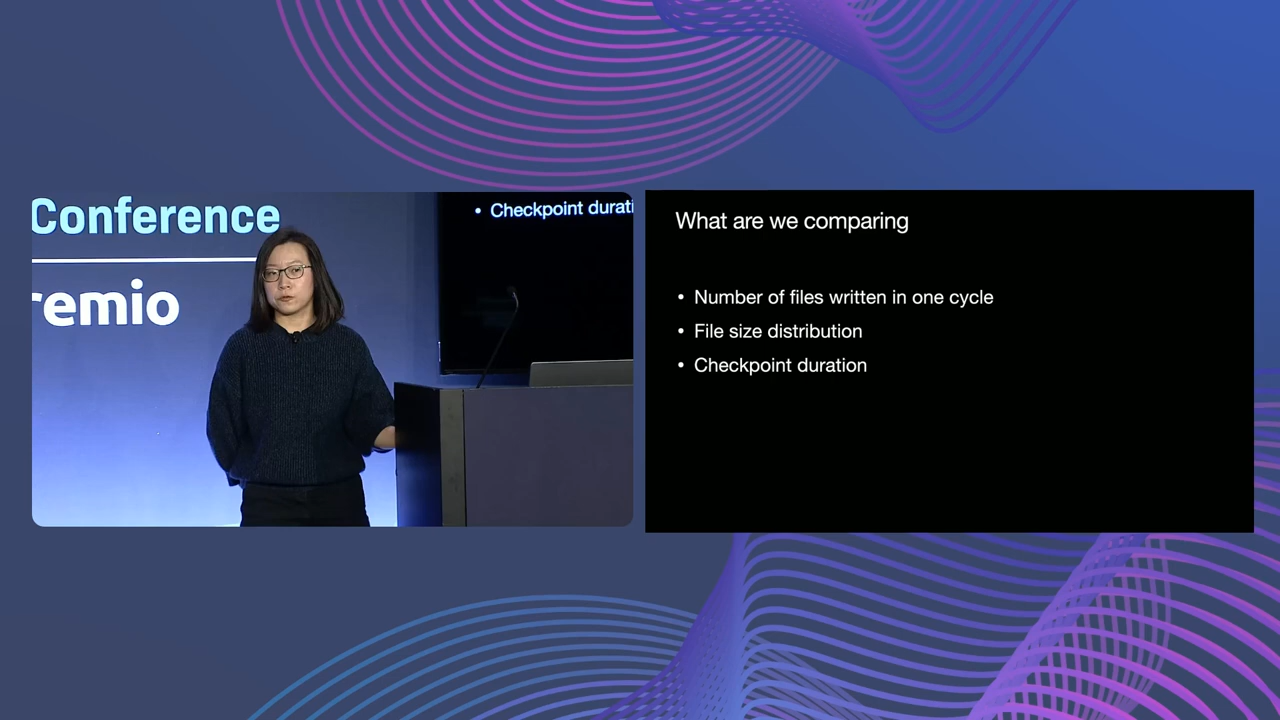 Conference
remio
• Checkpoint durati
What are we comparing
• Number of files written in one cycle
• File size distribution
• Checkpoint duration